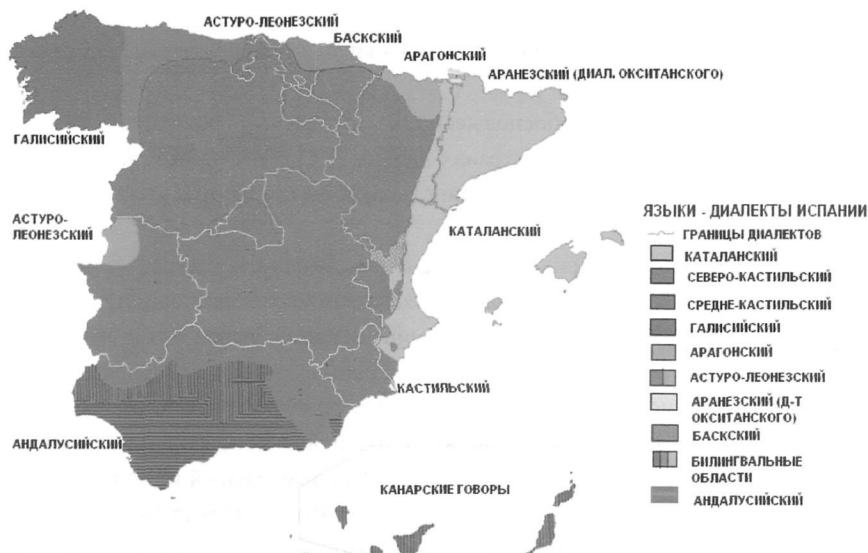 АСТУРО-ЛЕОНЕЗСКИЙ
БАСКСКИЙ
АРАГОНСКИЙ
АРАНЕЗСКИЙ (ДИАЛ. ОКСИТАНСКОГО)
ГАЛИСИЙСКИЙ
АСТУРО-
ЛЕОНЕЗСКИЙ
КАТАЛАНСКИЙ
КАСТИЛЬСКИЙ
АНДАЛУСИЙСКИЙ
КАНАРСКИЕ ГОВОРЫ
ЯЗЫКИ - ДИАЛЕКТЫ ИСПАНИИ
ГРАНИЦЫ ДИАЛЕКТОВ
КАТАЛАНСКИЙ
СЕВЕРО-КАСТИЛЬСКИЙ
СРЕДНЕ-КАСТИЛЬСКИЙ
ГАЛИСИЙСКИЙ
АРАГОНСКИЙ
АСТУРО-ЛЕОНЕЗСКИЙ
АРАНЕЗСКИЙ (Д-Т
ОКСИТАНСКОГО)
БАСКСКИЙ
БИЛИНГВАЛЬНЫЕ
ОБЛАСТИ
АНДАЛУСИЙСКИЙ